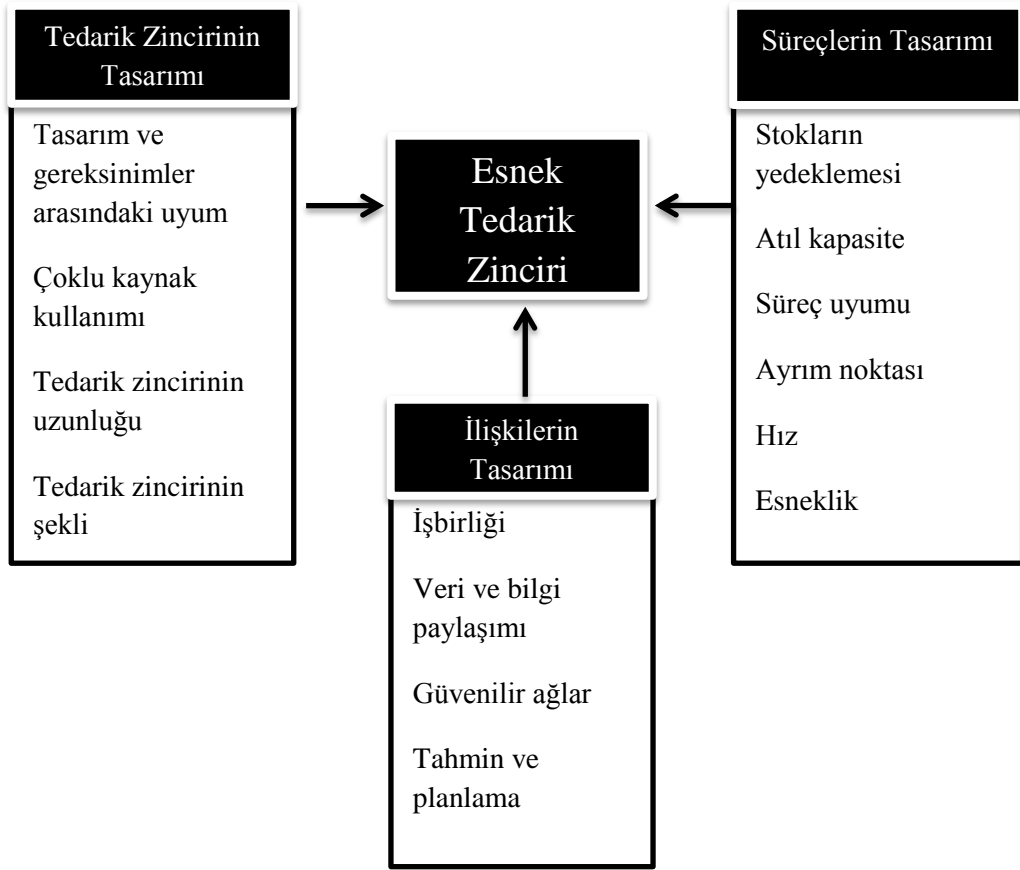 Tedarik Zincirinin
Tasarımı
Tasarım ve
gereksinimler
arasındaki uyum
Çoklu kaynak
kullanımı
Tedarik zincirinin
uzunluğu
Tedarik zincirinin
şekli
Esnek
Tedarik
Zinciri
İlişkilerin
Tasarımı
İşbirliği
Veri ve bilgi
paylaşımı
Güvenilir ağlar
Tahmin ve
planlama
Süreçlerin Tasarımı
Stokların
yedeklemesi
Atıl kapasite
Süreç uyumu
Ayrım noktası
Hız
Esneklik